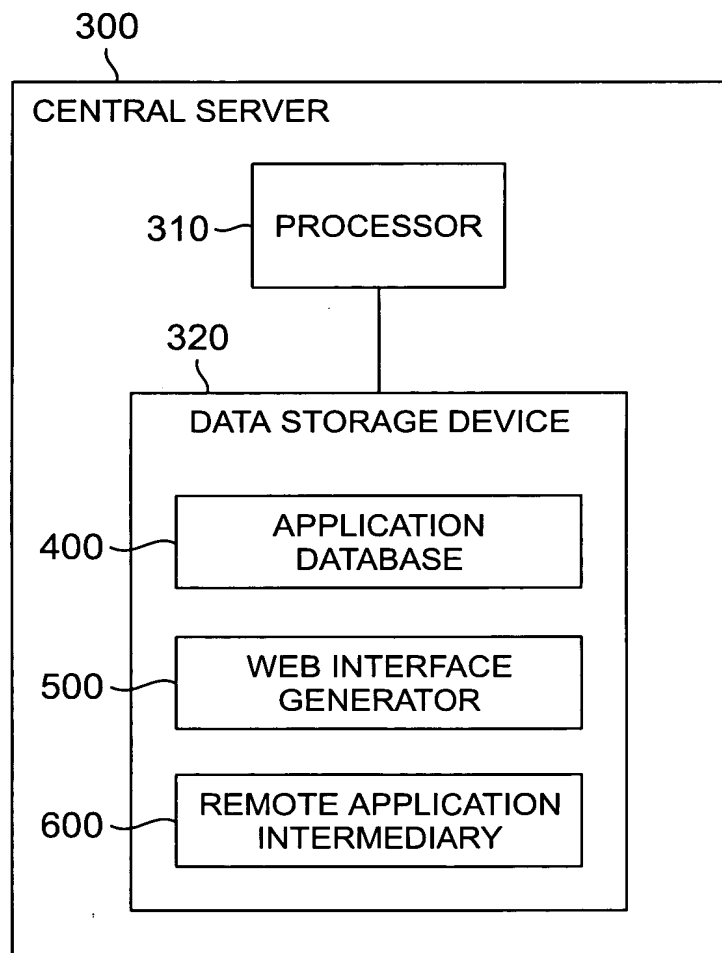 300
CENTRAL SERVER
310
PROCESSOR
320
DATA STORAGE DEVICE
400
APPLICATION
DATABASE
500
WEB INTERFACE
GENERATOR
600
REMOTE APPLICATION
INTERMEDIARY